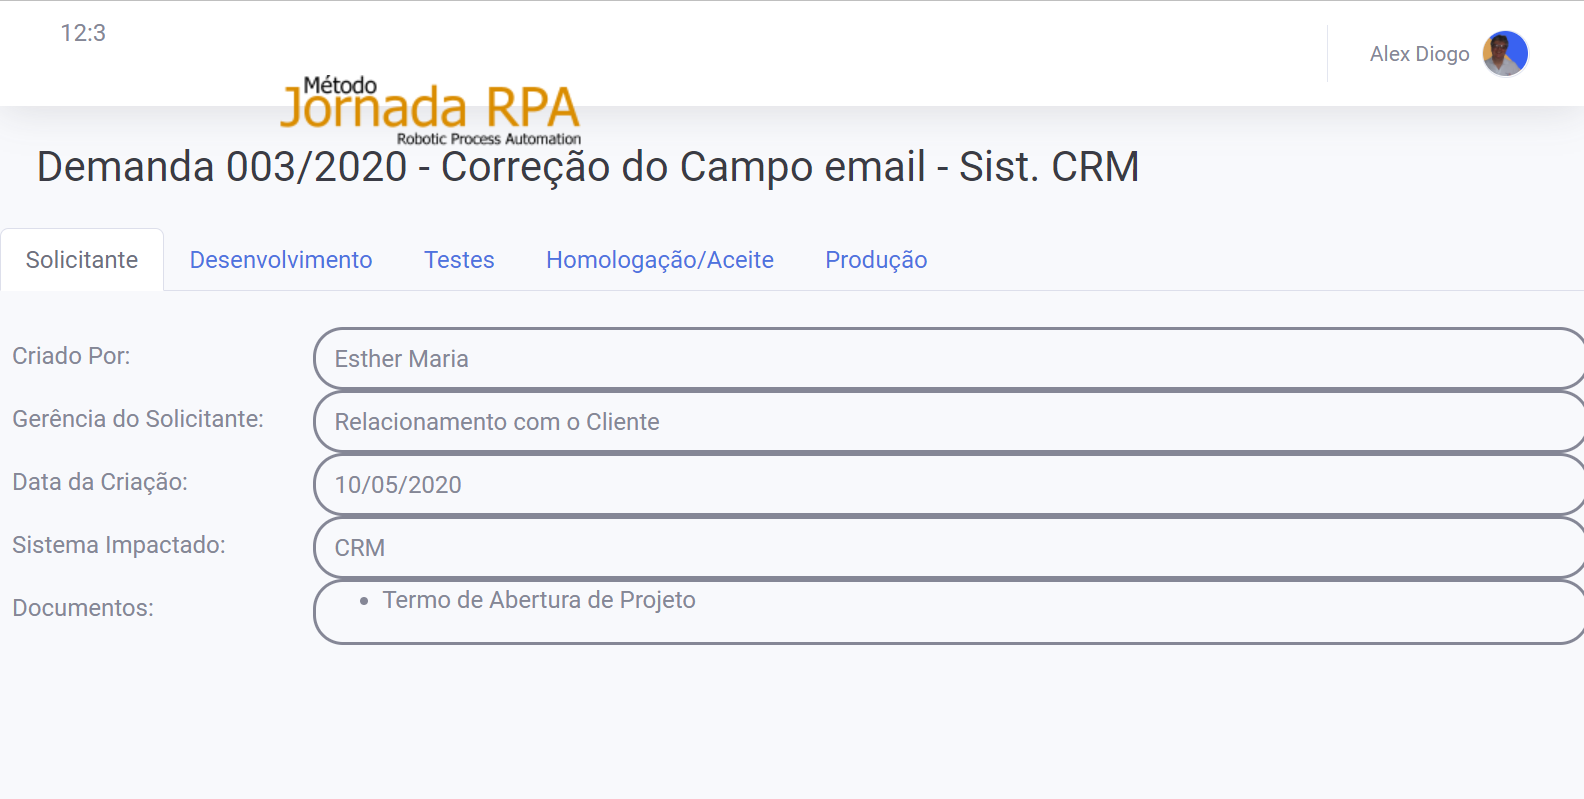 12:3
Alex Diogo
Método
Jornada RPA
Robotic Process Automation
Demanda 003/2020 - Correção do Campo email - Sist. CRM
Solicitante Desenvolvimento Testes Homologação/Aceite Produção
Criado Por: Esther Maria
Gerência do Solicitante: Relacionamento com o Cliente
Data da Criação: 10/05/2020
Sistema Impactado: CRM
Documentos: • Termo de Abertura de Projeto